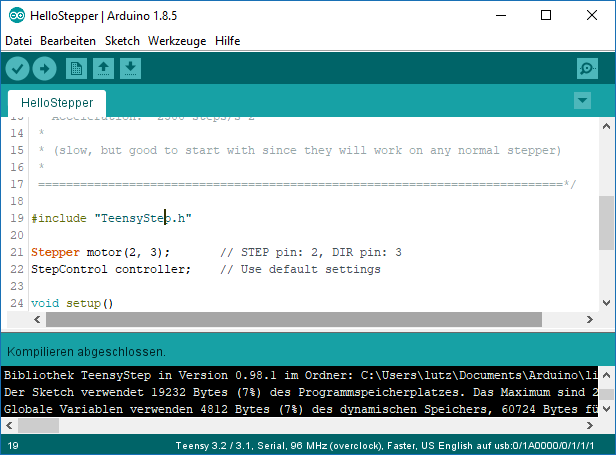 HelloStepper | Arduino 1.8.5
Datei Bearbeiten Sketch Werkzeuge Hilfe
HelloStepper
14 *
15 * (slow, but good to start with since they will work on any normal stepper)
16 *
17 ===========================================================================*/
18
19 #include "TeensyStep.h"
20
21 Stepper motor(2, 3); // STEP pin: 2, DIR pin: 3
22 StepControl controller; // Use default settings
23
24 void setup()
Kompilieren abgeschlossen.
Bibliothek TeensyStep in Version 0.98.1 im Ordner: C:\Users\lutz\Documents\Arduino\li
Der Sketch verwendet 19232 Bytes (7%) des Programmspeicherplatzes. Das Maximum sind 2
Globale Variablen verwenden 4812 Bytes (7%) des dynamischen Speichers, 60724 Bytes fü
19 Teensy 3.2 / 3.1, Serial, 96 MHz (overclock), Faster, US English auf usb:0/1A0000/0/1/1/1